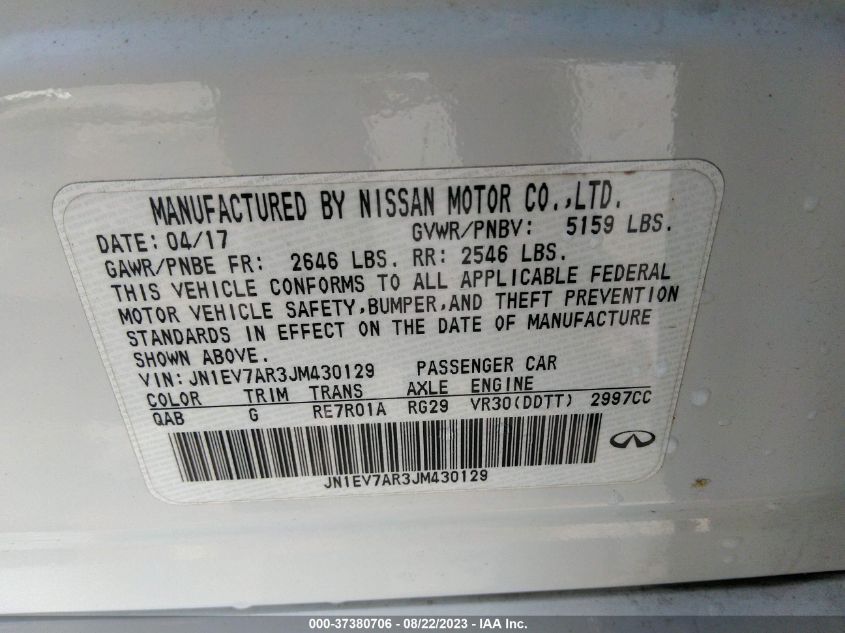 MANUFACTURED BY NISSAN MOTOR CO.,LTD.
DATE: 04/17 GVWR/PNBV: 5159 LBS.
GAWR/PNBE FR: 2646 LBS. RR: 2546 LBS.
THIS VEHICLE CONFORMS TO ALL APPLICABLE FEDERAL
MOTOR VEHICLE SAFETY,BUMPER,AND THEFT PREVENTION
STANDARDS IN EFFECT ON THE DATE OF MANUFACTURE
SHOWN ABOVE.
VIN:JN1EV7AR3JM430129 PASSENGER CAR
COLOR TRIM TRANS AXLE ENGINE
QAB G RE7R01A RG29 VR30(DDTT) 2997CC
JN1EV7AR3JM430129
000-37380706 - 08/22/2023 - IAA Inc.